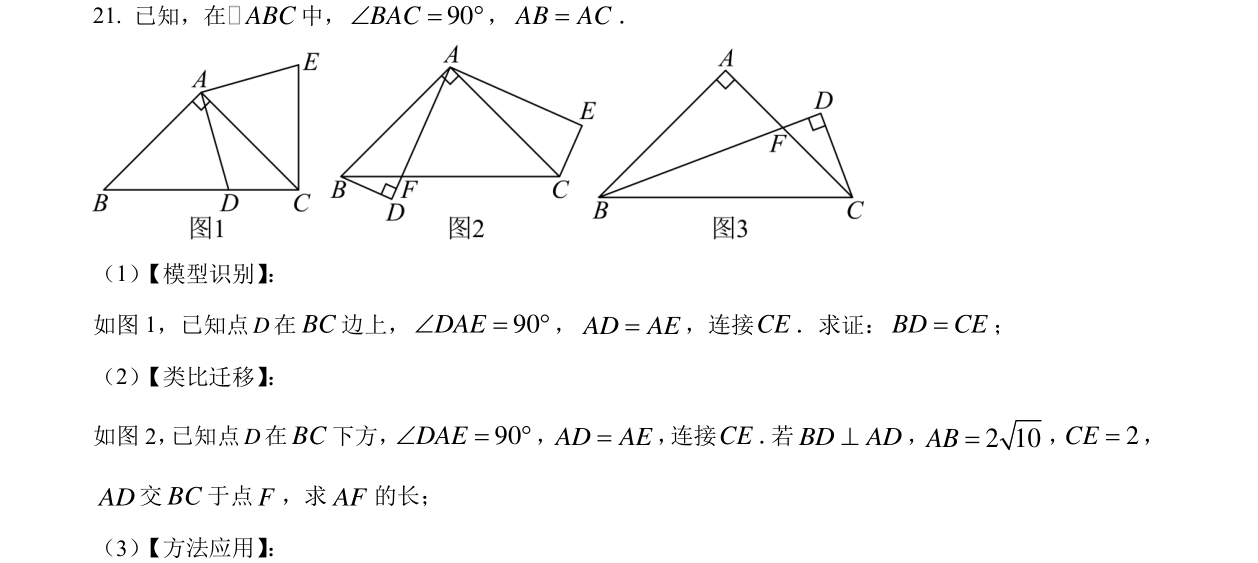 21. 已知，在□ABC中，∠BAC=90°，AB=AC．
A E B D C 图1
A E B F C D 图2
A D F B C 图3
（1）【模型识别】：
如图1，已知点D在BC边上，∠DAE=90°，AD=AE，连接CE．求证：BD=CE；
（2）【类比迁移】：
如图2，已知点D在BC下方，∠DAE=90°，AD=AE，连接CE．若BD⊥AD，AB=2√10，CE=2，
AD交BC于点F，求AF的长；
（3）【方法应用】：